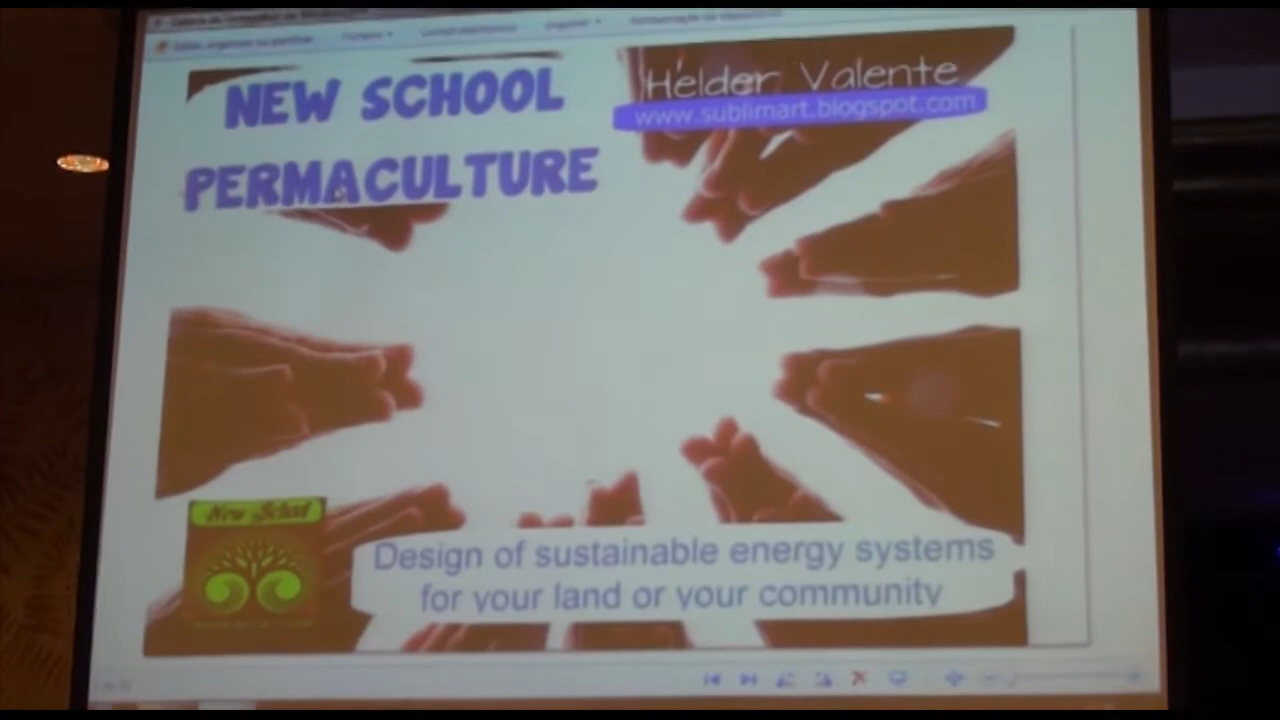 NEW SCHOOL
PERMACULTURE
Helder Valente
www.sublimart.blogspot.com
New School
Design of sustainable energy systems
for your land or your community